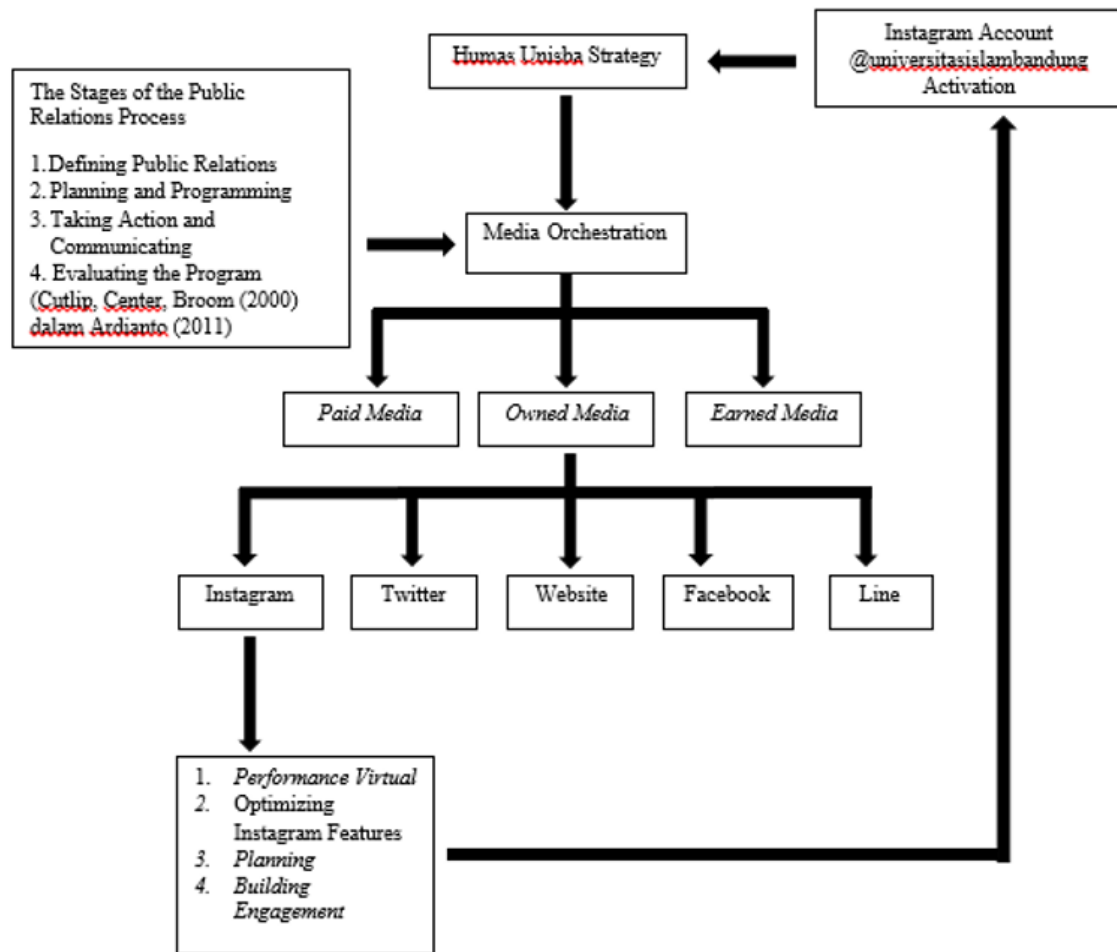 Humas Unisba Strategy
Instagram Account
@universitasislambandung
Activation
The Stages of the Public
Relations Process
1. Defining Public Relations
2. Planning and Programming
3. Taking Action and
Communicating
4. Evaluating the Program
(Cutlip, Center, Broom (2000)
dalam Ardianto (2011)
Media Orchestration
Paid Media
Owned Media
Earned Media
Instagram
Twitter
Website
Facebook
Line
1. Performance Virtual
2. Optimizing
Instagram Features
3. Planning
4. Building
Engagement